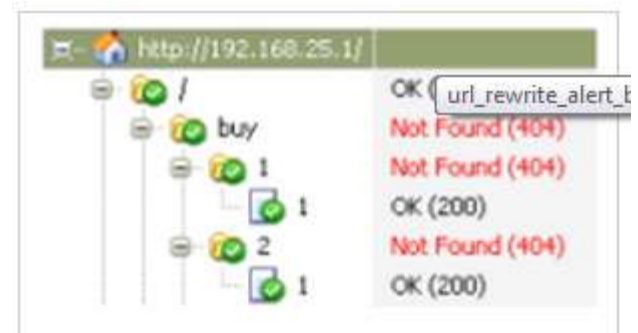 http://192.168.25.1/
/ OK ( url_rewrite_alert_b
buy Not Found (404)
1 Not Found (404)
1 OK (200)
2 Not Found (404)
1 OK (200)